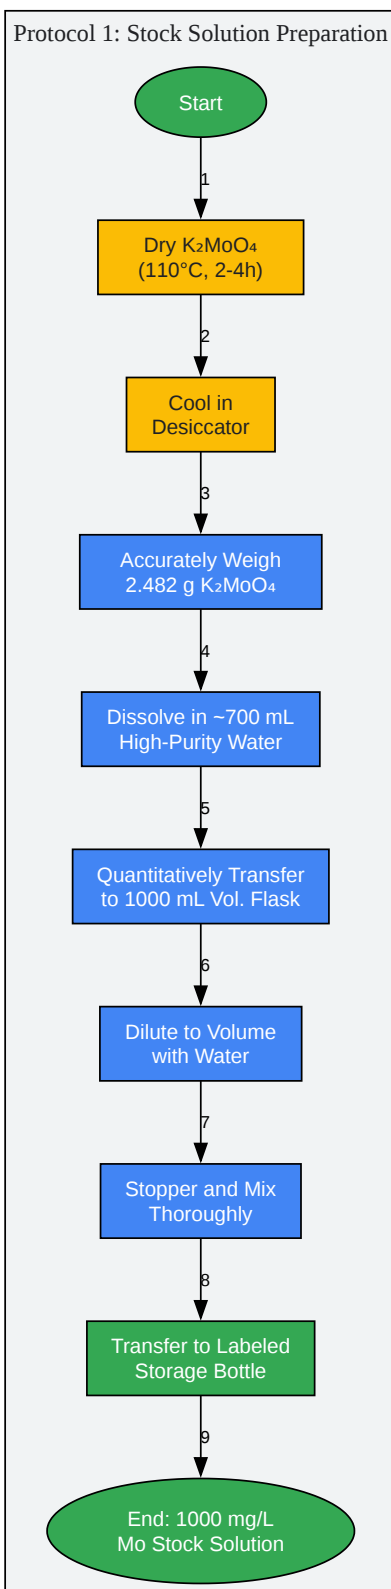 Protocol 1: Stock Solution Preparation
Start
1
Dry K₂MoO₄
(110°C, 2-4h)
2
Cool in
Desiccator
3
Accurately Weigh
2.482 g K₂MoO₄
4
Dissolve in ~700 mL
High-Purity Water
5
Quantitatively Transfer
to 1000 mL Vol. Flask
6
Dilute to Volume
with Water
7
Stopper and Mix
Thoroughly
8
Transfer to Labeled
Storage Bottle
9
End: 1000 mg/L
Mo Stock Solution